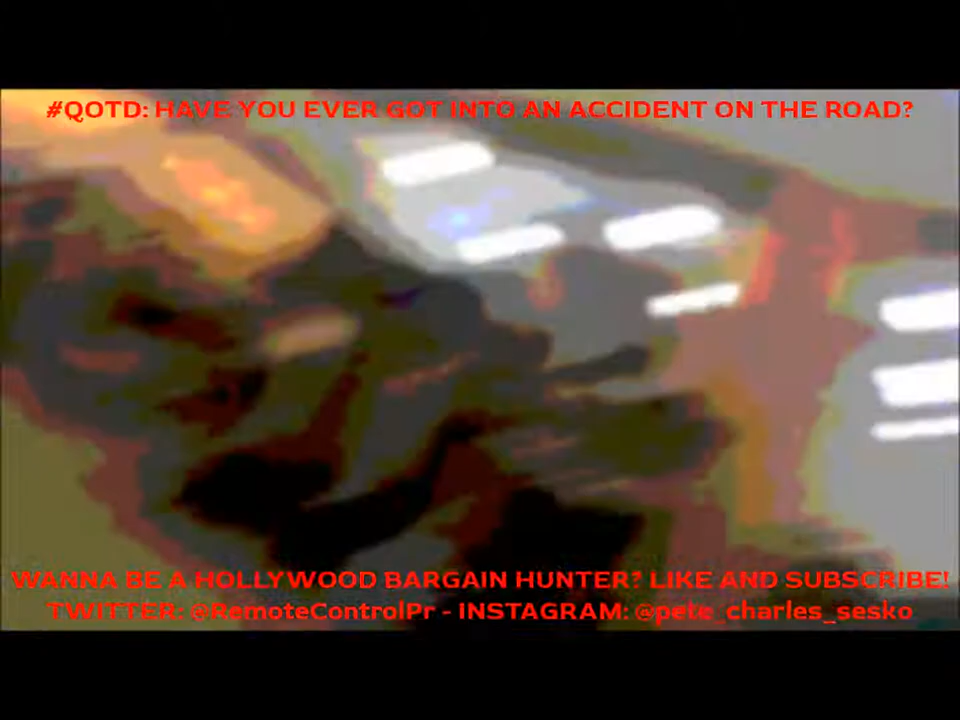 #QOTD: HAVE YOU EVER GOT INTO AN ACCIDENT ON THE ROAD?
WANNA BE A HOLLYWOOD BARGAIN HUNTER? LIKE AND SUBSCRIBE!
TWITTER: @RemoteControlPr - INSTAGRAM: @pete_charles_sesko